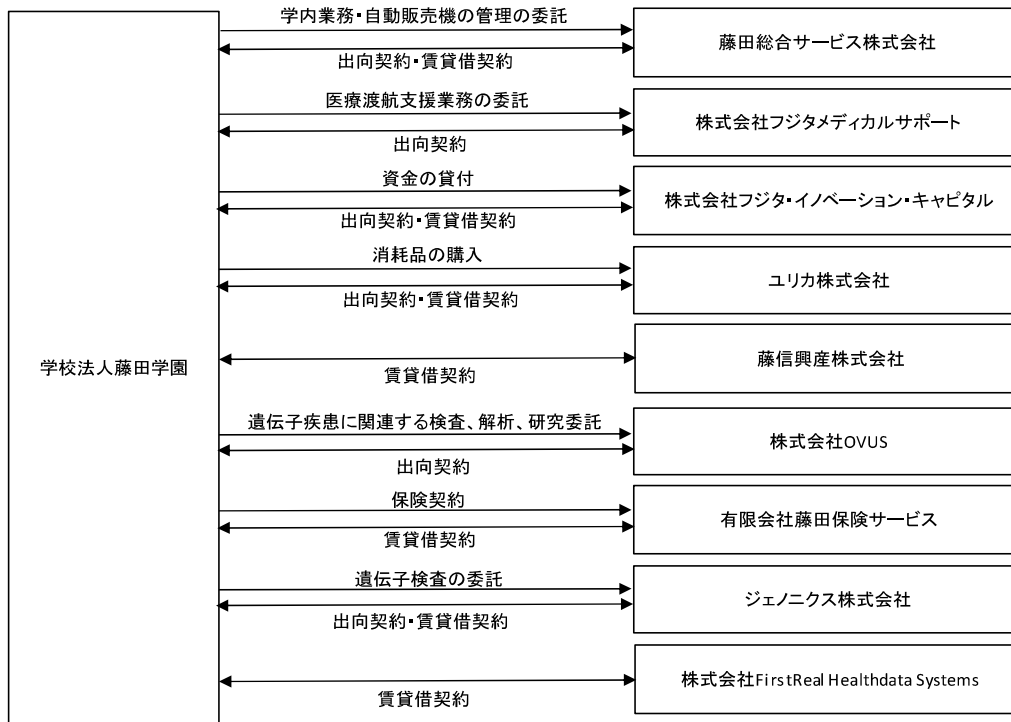 学内業務・自動販売機の管理の委託
藤田総合サービス株式会社
出向契約・賃貸借契約
医療渡航支援業務の委託
株式会社フジタメディカルサポート
出向契約
資金の貸付
株式会社フジタ・イノベーション・キャピタル
出向契約・賃貸借契約
消耗品の購入
ユリカ株式会社
出向契約・賃貸借契約
学校法人藤田学園
藤信興産株式会社
賃貸借契約
遺伝子疾患に関連する検査、解析、研究委託
株式会社OVUS
出向契約
保険契約
有限会社藤田保険サービス
賃貸借契約
遺伝子検査の委託
ジェノニクス株式会社
出向契約・賃貸借契約
株式会社FirstReal Healthdata Systems
賃貸借契約